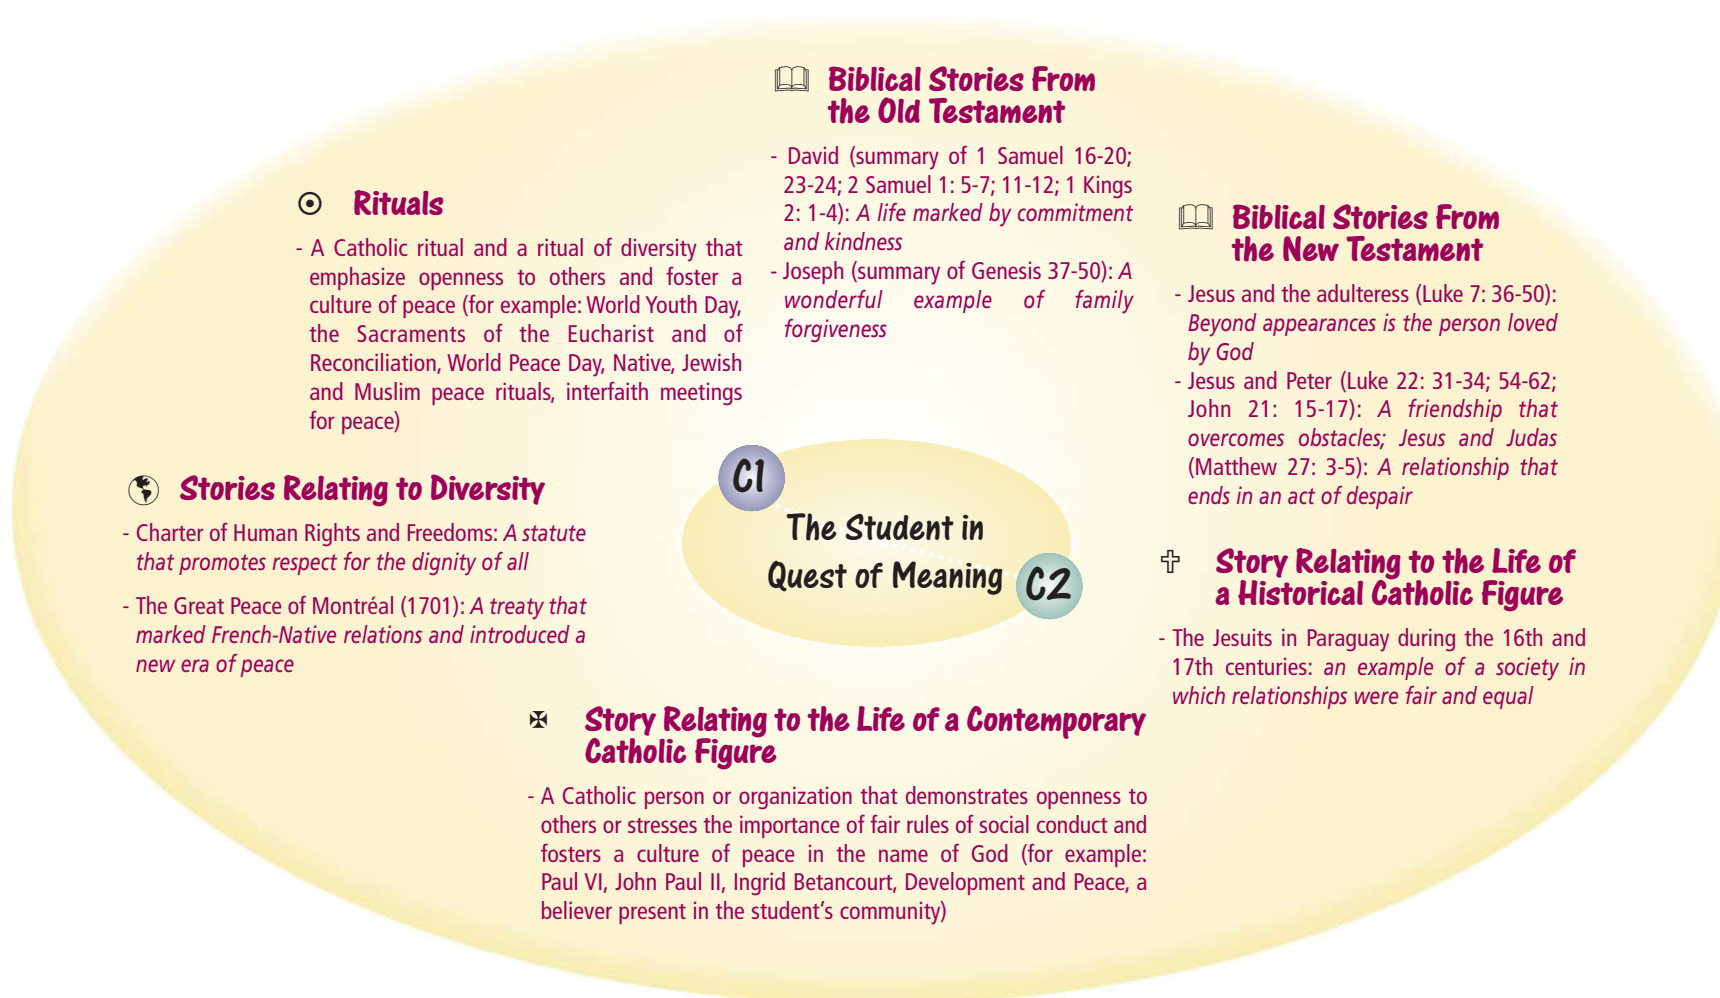 Biblical Stories From
the Old Testament
- David (summary of 1 Samuel 16-20;
23-24; 2 Samuel 1: 5-7; 11-12; 1 Kings
2: 1-4): A life marked by commitment
and kindness
- Joseph (summary of Genesis 37-50): A
wonderful example of family
forgiveness
Rituals
- A Catholic ritual and a ritual of diversity that
emphasize openness to others and foster a
culture of peace (for example: World Youth Day,
the Sacraments of the Eucharist and of
Reconciliation, World Peace Day, Native, Jewish
and Muslim peace rituals, interfaith meetings
for peace)
Biblical Stories From
the New Testament
- Jesus and the adulteress (Luke 7: 36-50):
Beyond appearances is the person loved
by God
- Jesus and Peter (Luke 22: 31-34; 54-62;
John 21: 15-17): A friendship that
overcomes obstacles; Jesus and Judas
(Matthew 27: 3-5): A relationship that
ends in an act of despair
Stories Relating to Diversity
- Charter of Human Rights and Freedoms: A statute
that promotes respect for the dignity of all
- The Great Peace of Montréal (1701): A treaty that
marked French-Native relations and introduced a
new era of peace
C1
The Student in
Quest of Meaning
C2
Story Relating to the Life of
a Historical Catholic Figure
- The Jesuits in Paraguay during the 16th and
17th centuries: an example of a society in
which relationships were fair and equal
Story Relating to the Life of a Contemporary
Catholic Figure
- A Catholic person or organization that demonstrates openness to
others or stresses the importance of fair rules of social conduct and
fosters a culture of peace in the name of God (for example:
Paul VI, John Paul II, Ingrid Betancourt, Development and Peace, a
believer present in the student's community)